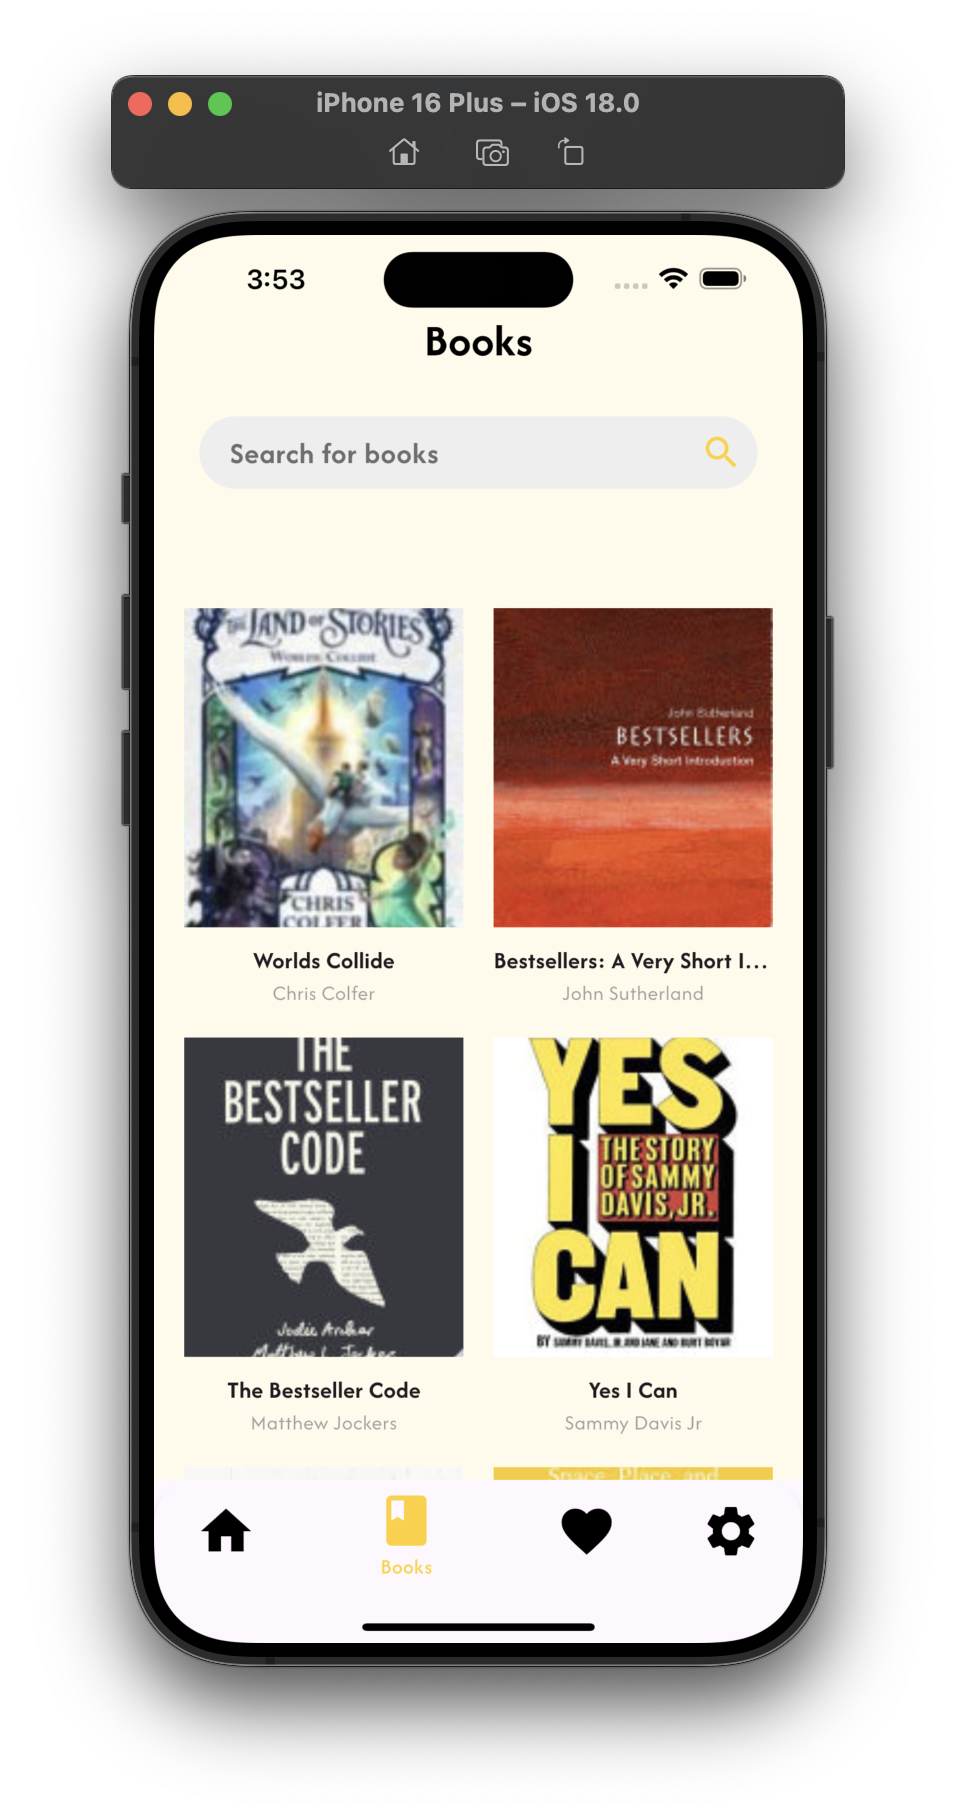 iPhone 16 Plus – iOS 18.0
3:53
Books
Search for books
THE LAND OF STORIES
WORLDS COLLIDE
CHRIS
COLFER
John Sutherland
BESTSELLERS
A Very Short Introduction
Worlds Collide
Chris Colfer
Bestsellers: A Very Short I...
John Sutherland
THE
BESTSELLER
CODE
Jodie Archer
Matthew L. Jockers
YES
I
THE STORY
OF SAMMY
DAVIS, JR.
CAN
BY SAMMY DAVIS, JR. AND JANE AND BURT BOYAR
The Bestseller Code
Matthew Jockers
Yes I Can
Sammy Davis Jr
Space, Place, and
Books